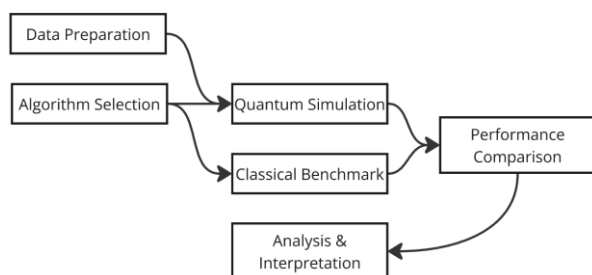 Data Preparation
Algorithm Selection
Quantum Simulation
Classical Benchmark
Performance
Comparison
Analysis &
Interpretation